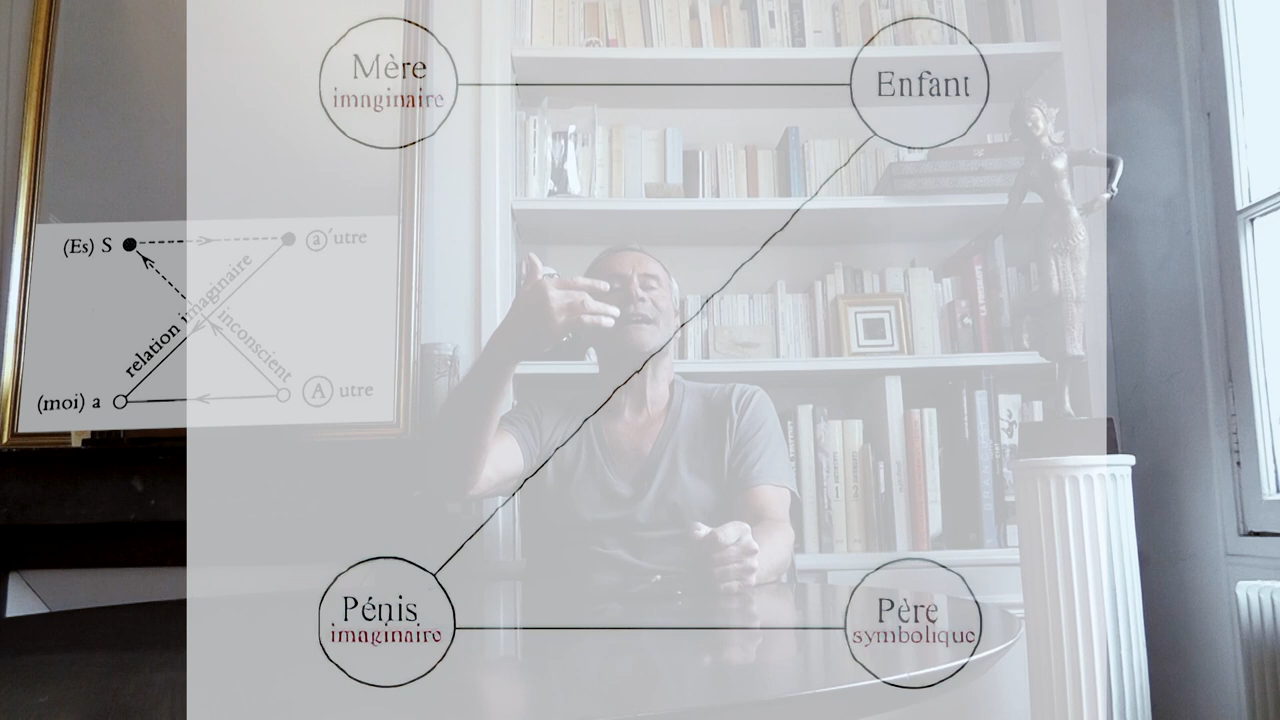 Mère
imaginaire
Enfant
(Es) S
a'utre
relation imaginaire
inconscient
(moi) a
A utre
Pénis
imaginaire
Père
symbolique